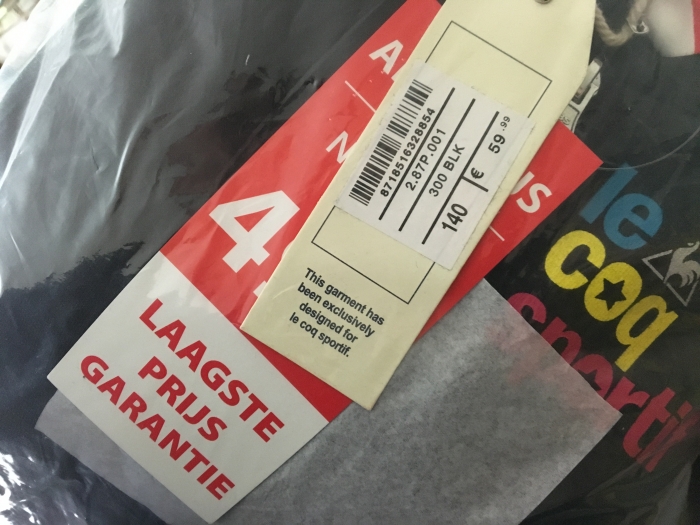 8718516328854
2.87P.001
300 BLK
140 € 59.99
This garment has
been exclusively
designed for
le coq sportif.
4.
LAAGSTE
PRIJS
GARANTIE
le
coq
sportif